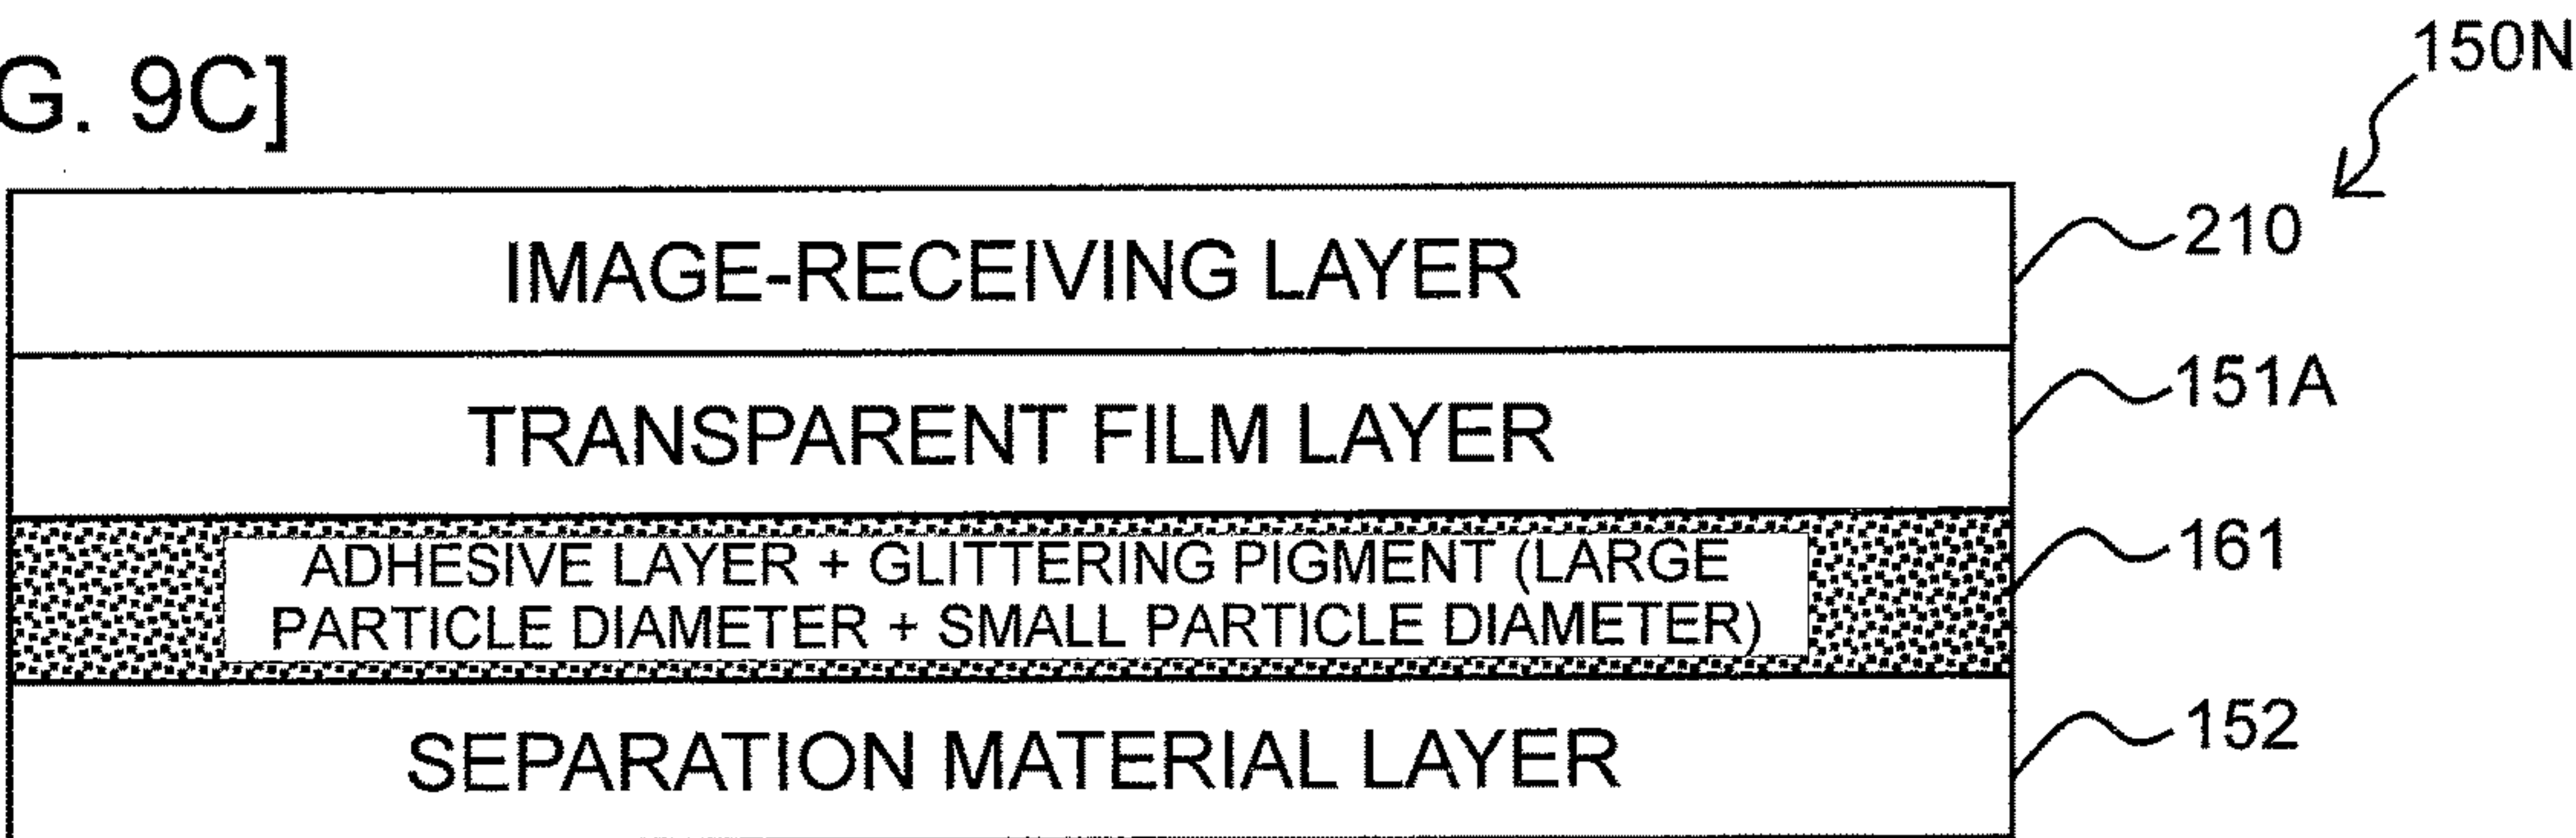 G. 9C]
150N
IMAGE-RECEIVING LAYER
210
TRANSPARENT FILM LAYER
151A
ADHESIVE LAYER + GLITTERING PIGMENT (LARGE
PARTICLE DIAMETER + SMALL PARTICLE DIAMETER)
161
SEPARATION MATERIAL LAYER
152